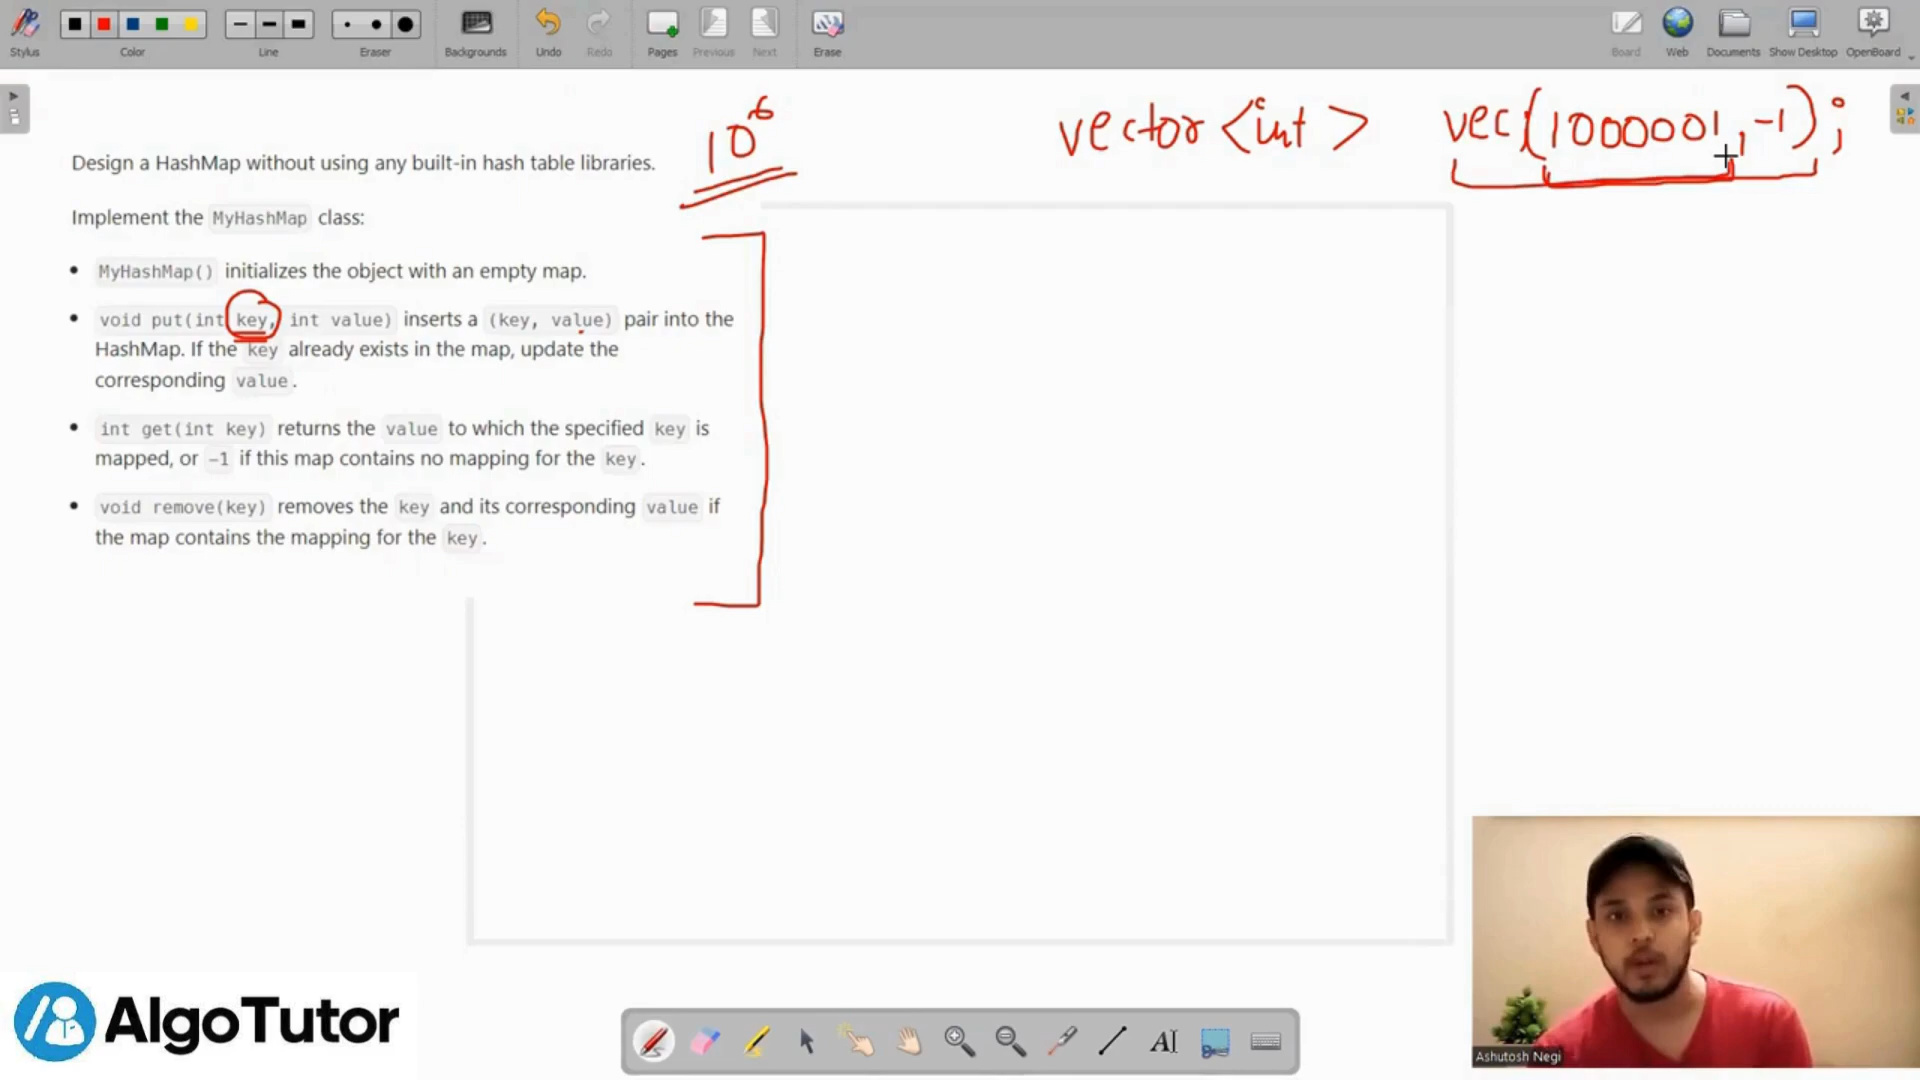 Stylus
Color
Line
Eraser
Backgrounds
Undo
Redo
Pages
Previous
Next
Erase
Board
Web
Documents
Show Desktop
OpenBoard
10^6
vector <int> vec(1000001, -1);
Design a HashMap without using any built-in hash table libraries.
Implement the MyHashMap class:
• MyHashMap() initializes the object with an empty map.
• void put(int key, int value) inserts a (key, value) pair into the
HashMap. If the key already exists in the map, update the
corresponding value.
• int get(int key) returns the value to which the specified key is
mapped, or -1 if this map contains no mapping for the key.
• void remove(key) removes the key and its corresponding value if
the map contains the mapping for the key.
AlgoTutor
AI
Ashutosh Negi